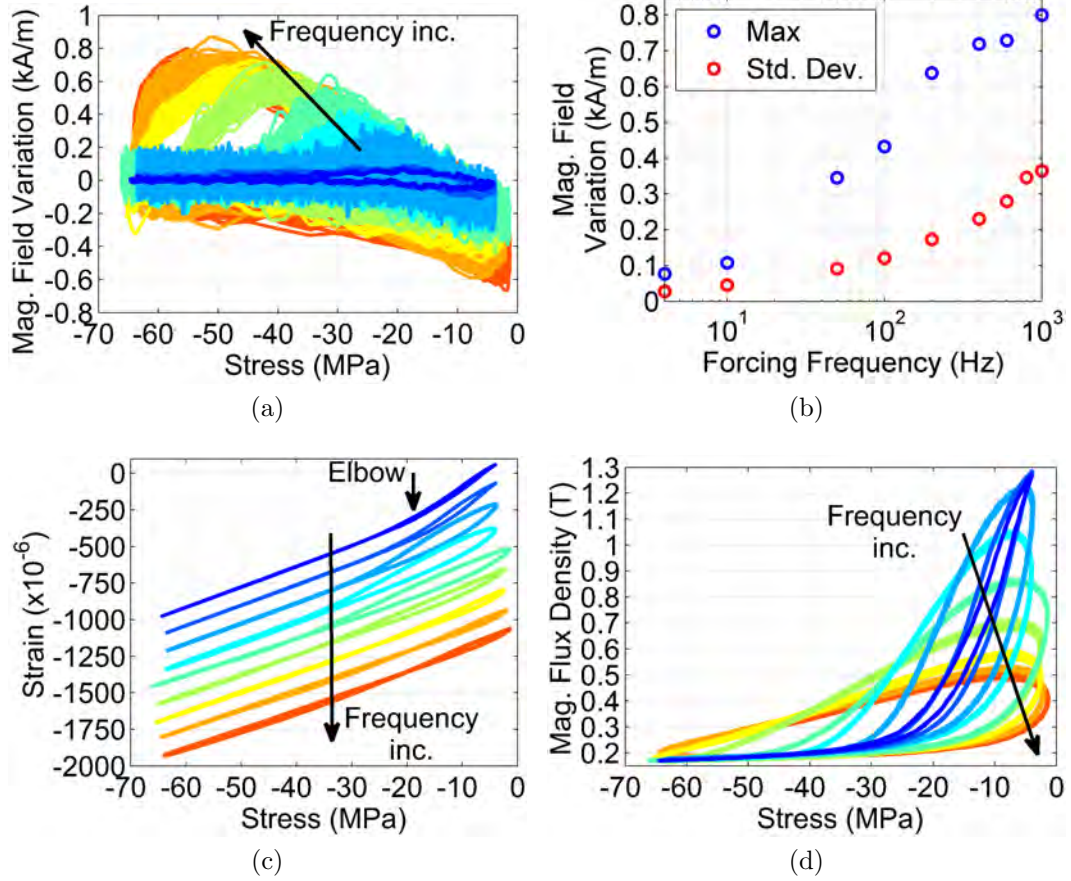 Mag. Field Variation (kA/m)
1
0.8
0.6
0.4
0.2
0
-0.2
-0.4
-0.6
-0.8
Frequency inc.
-70 -60 -50 -40 -30 -20 -10 0
Stress (MPa)
(a)
Mag. Field
Variation (kA/m)
0.8
0.7
0.6
0.5
0.4
0.3
0.2
0.1
0
Max
Std. Dev.
10^1 10^2 10^3
Forcing Frequency (Hz)
(b)
Strain (x10^-6)
0
-250
-500
-750
-1000
-1250
-1500
-1750
-2000
Elbow
Frequency
inc.
-70 -60 -50 -40 -30 -20 -10 0
Stress (MPa)
(c)
Mag. Flux Density (T)
1.3
1.2
1.1
1
0.9
0.8
0.7
0.6
0.5
0.4
0.3
0.2
Frequency
inc.
-70 -60 -50 -40 -30 -20 -10 0
Stress (MPa)
(d)